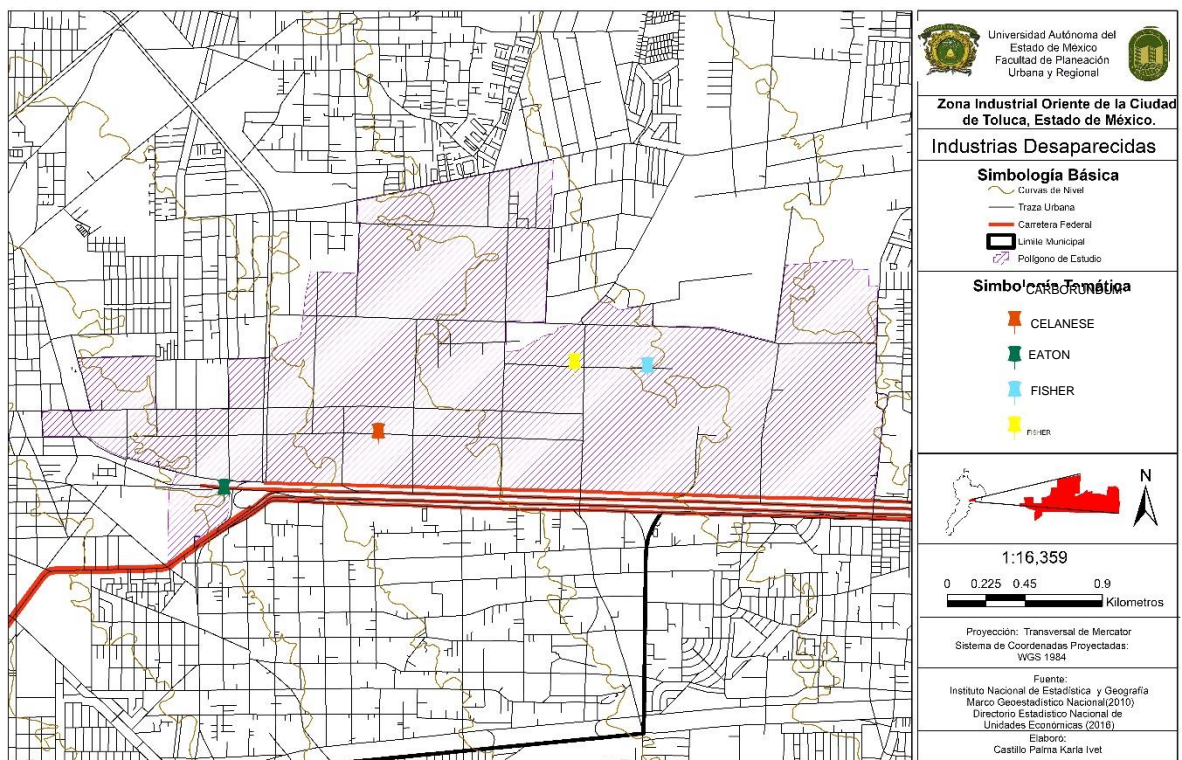 Universidad Autónoma del
Estado de México
Facultad de Planeación
Urbana y Regional
Zona Industrial Oriente de la Ciudad
de Toluca, Estado de México.
Industrias Desaparecidas
Simbología Básica
Curvas de Nivel
Traza Urbana
Carretera Federal
Limite Municipal
Polígono de Estudio
Simbología Temática
CARBORUNDUM
CELANESE
EATON
FISHER
FISHER
N
1:16,359
0 0.225 0.45 0.9
Kilometros
Proyección: Transversal de Mercator
Sistema de Coordenadas Proyectadas:
WGS 1984
Fuente:
Instituto Nacional de Estadística y Geografía
Marco Geoestadístico Nacional(2010)
Directorio Estadístico Nacional de
Unidades Económicas (2016)
Elaboró:
Castillo Palma Karla Ivet